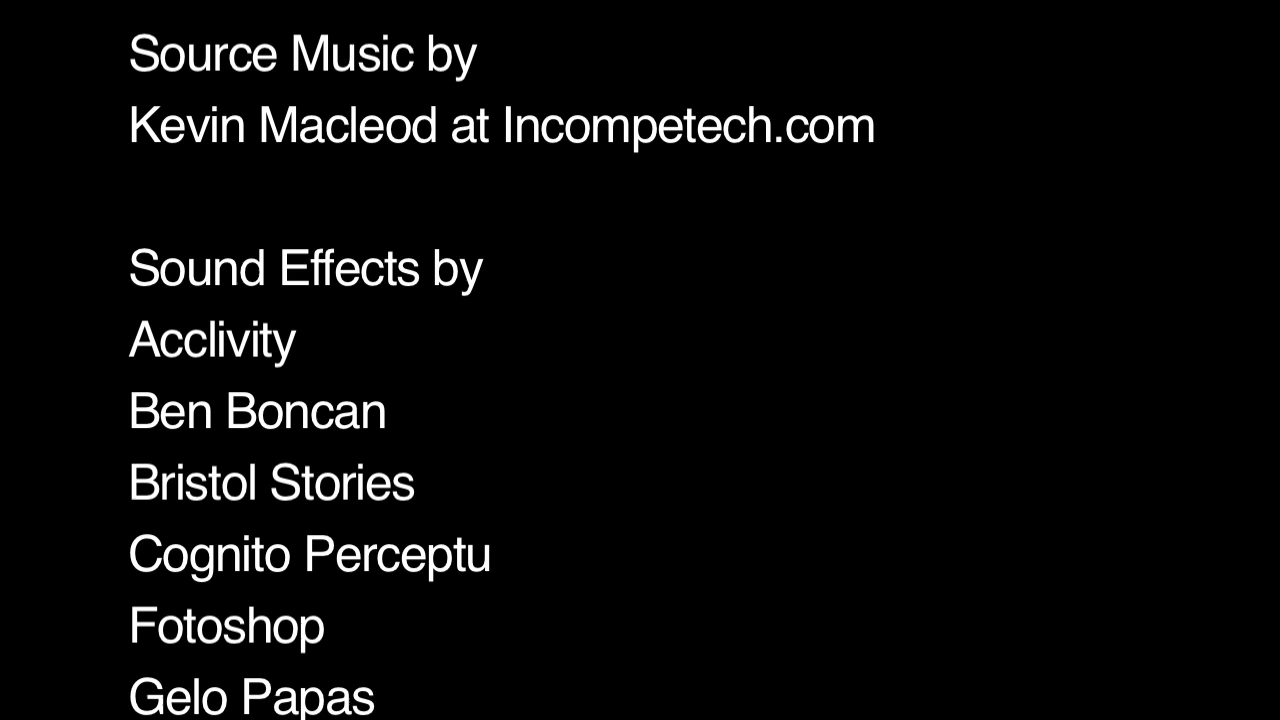 Source Music by
Kevin Macleod at Incompetech.com
Sound Effects by
Acclivity
Ben Boncan
Bristol Stories
Cognito Perceptu
Fotoshop
Gelo Papas